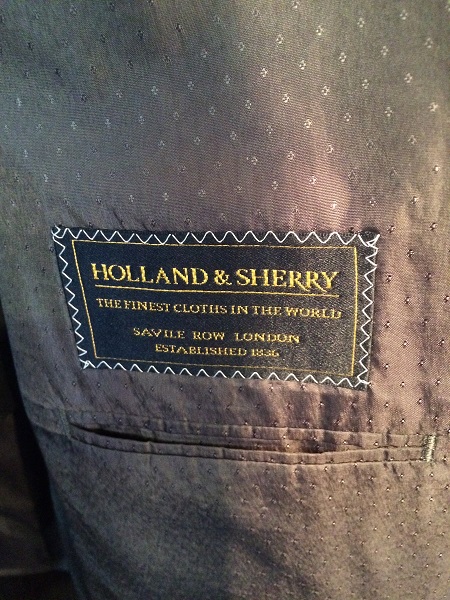 HOLLAND & SHERRY
THE FINEST CLOTHS IN THE WORLD
SAVILE ROW LONDON
ESTABLISHED 1836